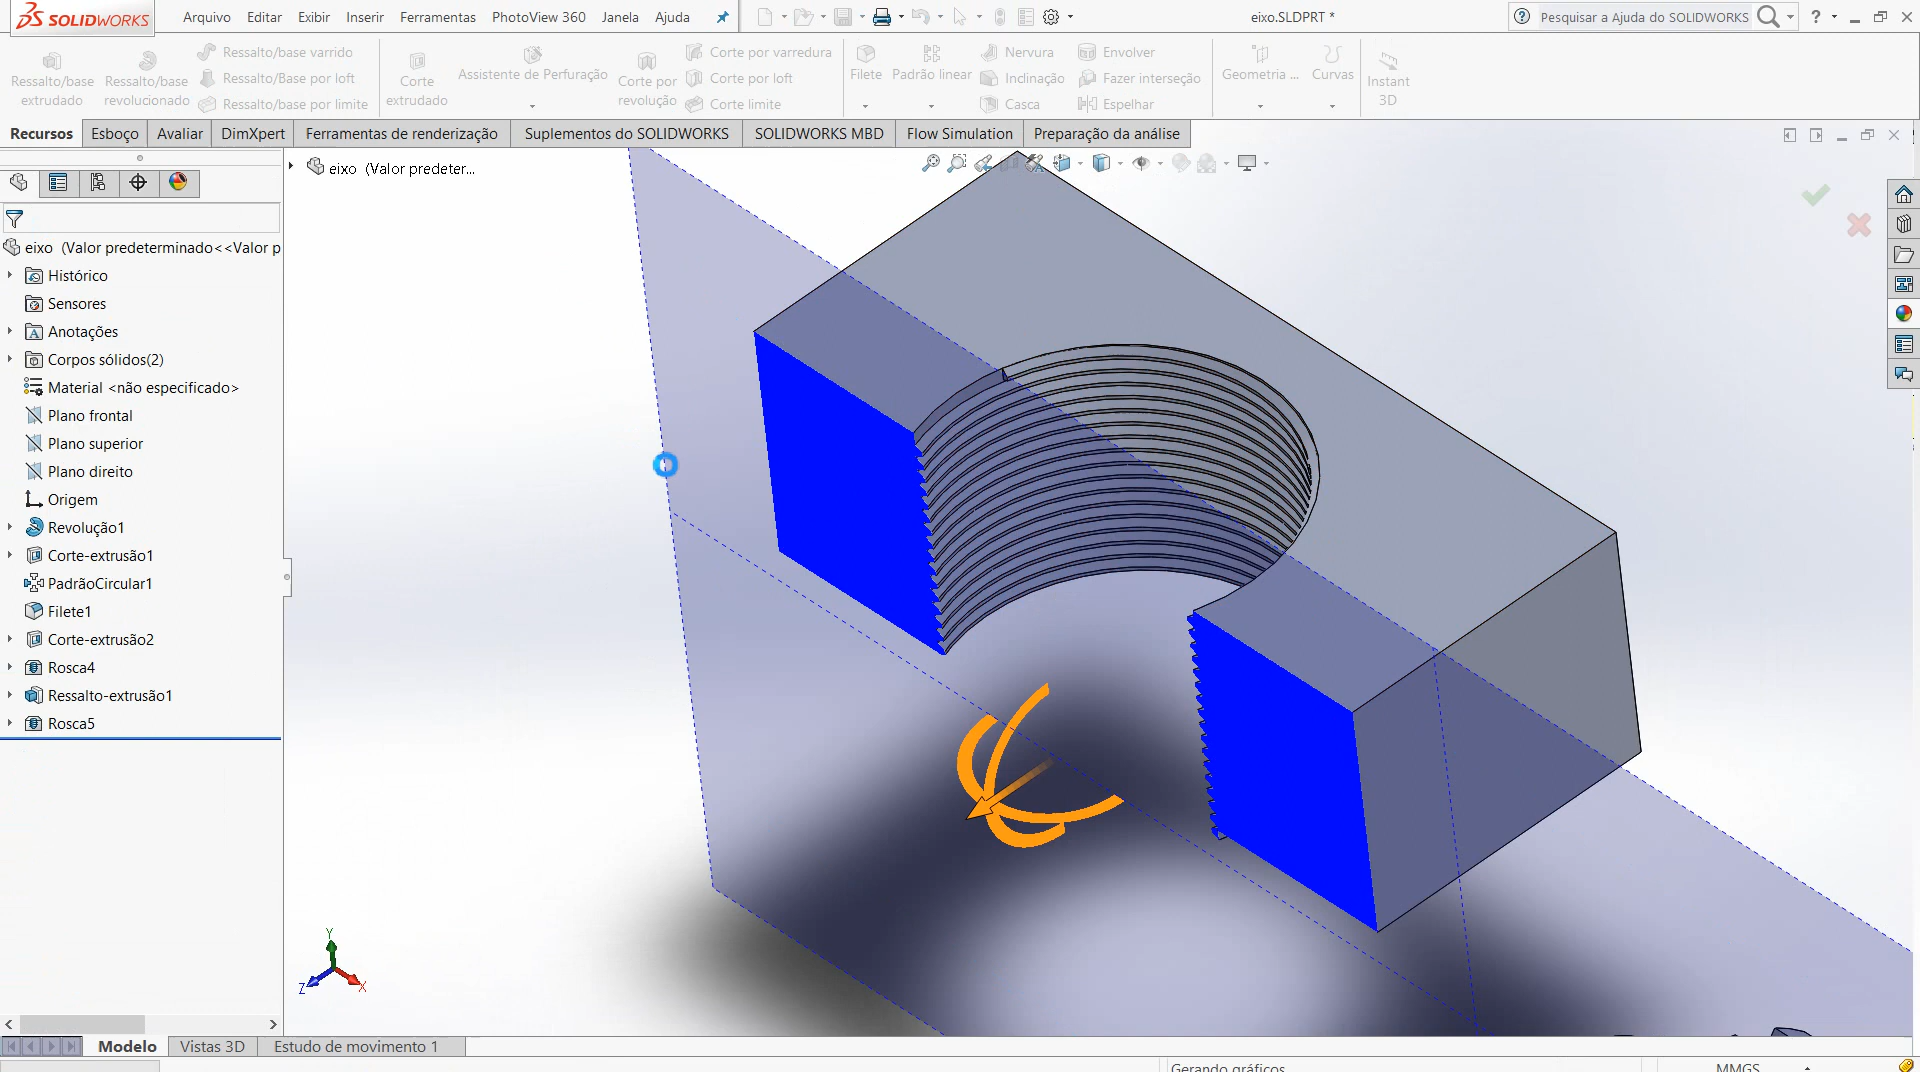 SOLIDWORKS
Arquivo Editar Exibir Inserir Ferramentas PhotoView 360 Janela Ajuda
eixo.SLDPRT *
Pesquisar a Ajuda do SOLIDWORKS
Ressalto/base extrudado
Ressalto/base revolucionado
Ressalto/base varrido
Ressalto/Base por loft
Ressalto/base por limite
Corte extrudado
Assistente de Perfuração
Corte por revolução
Corte por varredura
Corte por loft
Corte limite
Filete
Padrão linear
Nervura
Inclinação
Casca
Envolver
Fazer interseção
Espelhar
Geometria ...
Curvas
Instant 3D
Recursos Esboço Avaliar DimXpert Ferramentas de renderização Suplementos do SOLIDWORKS SOLIDWORKS MBD Flow Simulation Preparação da análise
eixo (Valor predeter...
eixo (Valor predeterminado<<Valor p
Histórico
Sensores
Anotações
Corpos sólidos(2)
Material <não especificado>
Plano frontal
Plano superior
Plano direito
Origem
Revolução1
Corte-extrusão1
PadrãoCircular1
Filete1
Corte-extrusão2
Rosca4
Ressalto-extrusão1
Rosca5
Y
Z
X
Modelo Vistas 3D Estudo de movimento 1
Gerando gráficos
MMGS